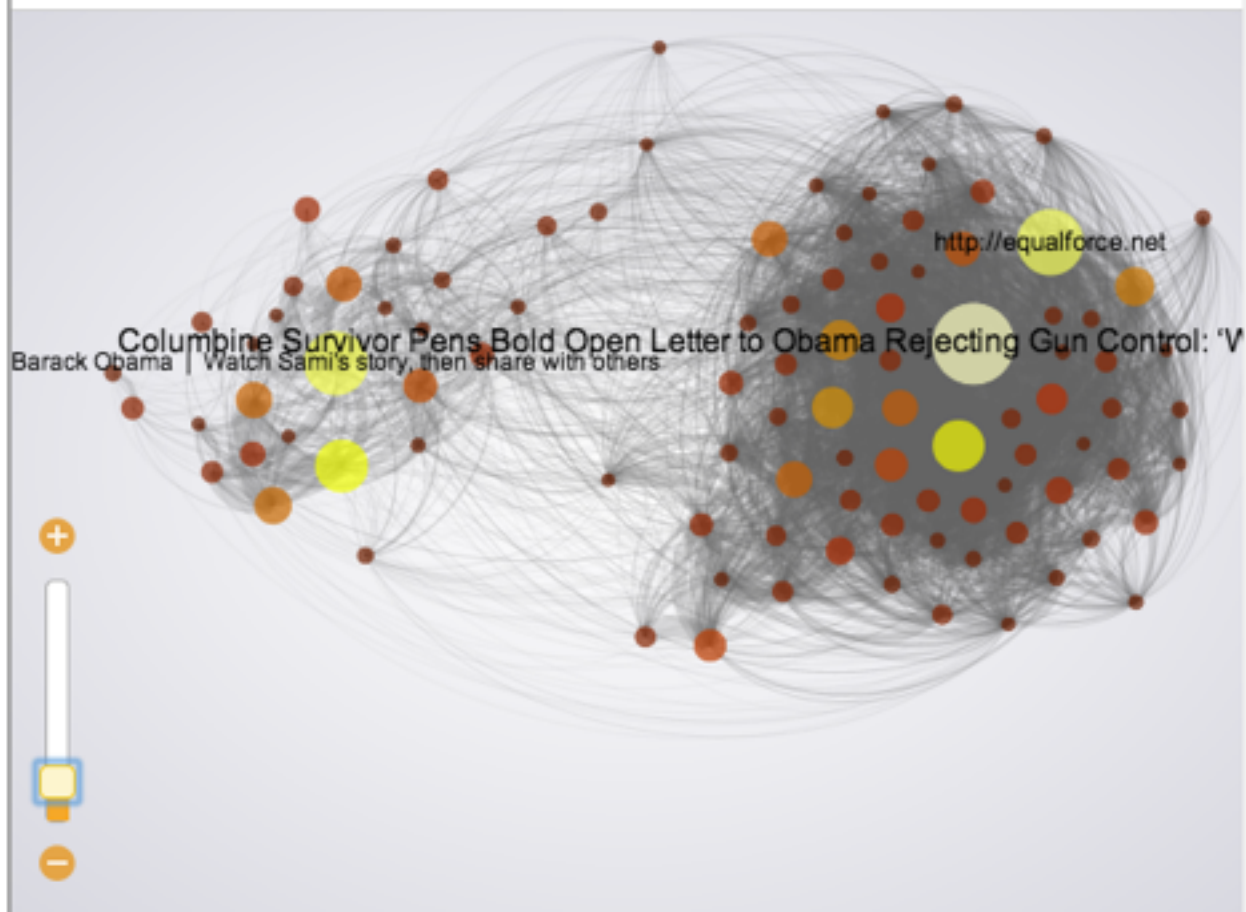 http://equalforce.net
Columbine Survivor Pens Bold Open Letter to Obama Rejecting Gun Control: ‘W
Barack Obama | Watch Sami's story, then share with others